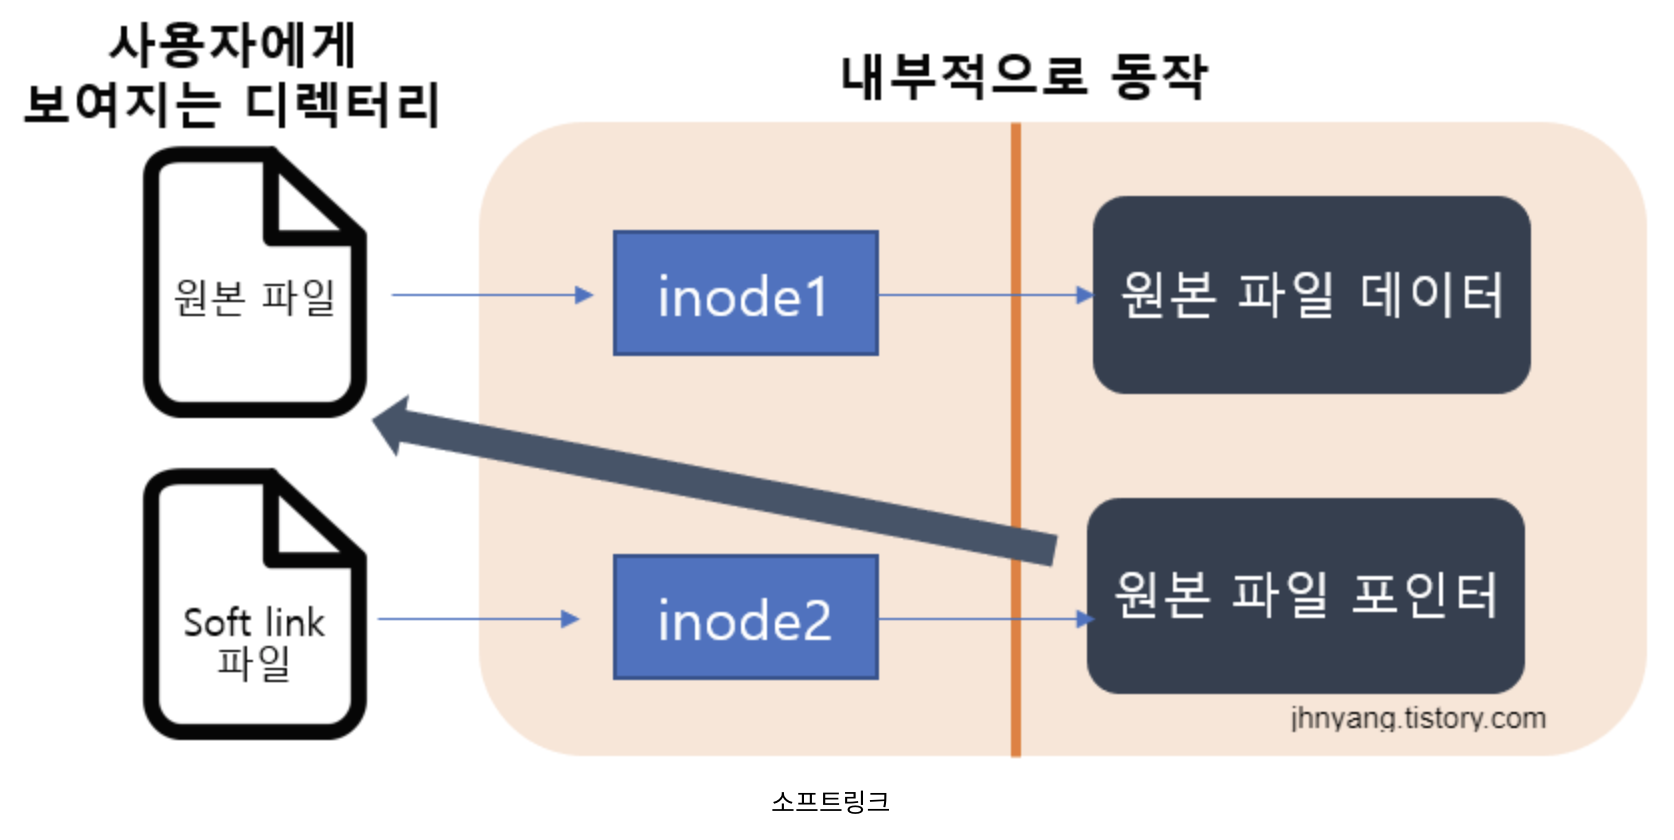 사용자에게
보여지는 디렉터리
내부적으로 동작
원본 파일
inode1
원본 파일 데이터
Soft link
파일
inode2
원본 파일 포인터
jhnyang.tistory.com
소프트링크